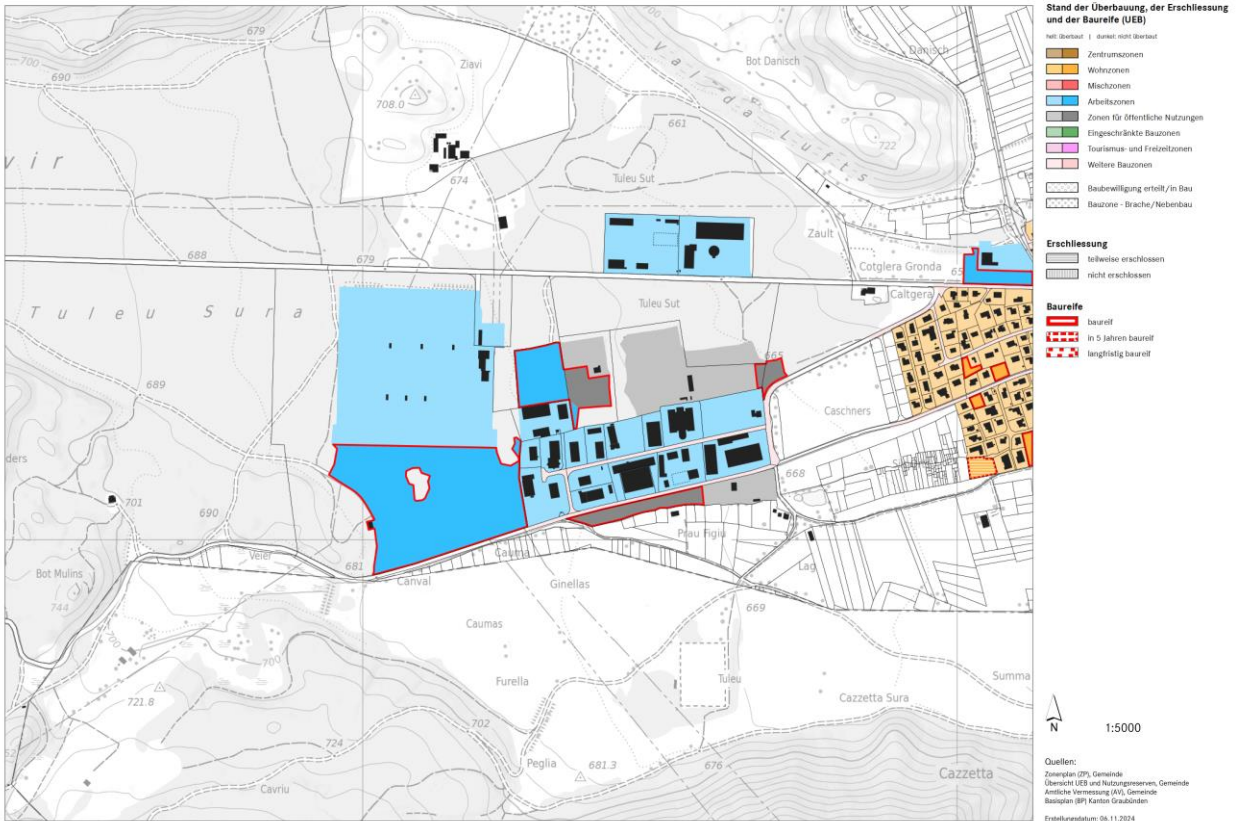 Stand der Überbauung, der Erschliessung
und der Baureife (UEB)
hell: überbaut | dunkel: nicht überbaut
Zentrumszonen
Wohnzonen
Mischzonen
Arbeitszonen
Zonen für öffentliche Nutzungen
Eingeschränkte Bauzonen
Tourismus- und Freizeitzonen
Weitere Bauzonen
Baubewilligung erteilt/in Bau
Bauzone - Brache/Nebenbau
Erschliessung
teilweise erschlossen
nicht erschlossen
Baureife
baureif
in 5 Jahren baureif
langfristig baureif
N
1:5000
Quellen:
Zonenplan (ZP), Gemeinde
Übersicht UEB und Nutzungsreserven, Gemeinde
Amtliche Vermessung (AV), Gemeinde
Basisplan (BP) Kanton Graubünden
Erstellungsdatum: 06.11.2024
679
700
690
Ziavi
708.0
674
Val da Lufts
700
Bot Danisch
Danisch
722
661
Tuleu Sut
vir
688
679
Zault
Cotglera Gronda
65
Caltgera
Tuleu Sura
Tuleu Sut
665
689
Caschners
ders
701
690
668
Veier
681
Canval
Cauma
Prau Figiu
Lag
Bot Mulins
744
Ginellas
669
Caumas
700
700
Furella
Tuleu
Cazzetta Sura
Summa
721.8
702
724
Peglia
681.3
676
Cazzetta
Cavriu